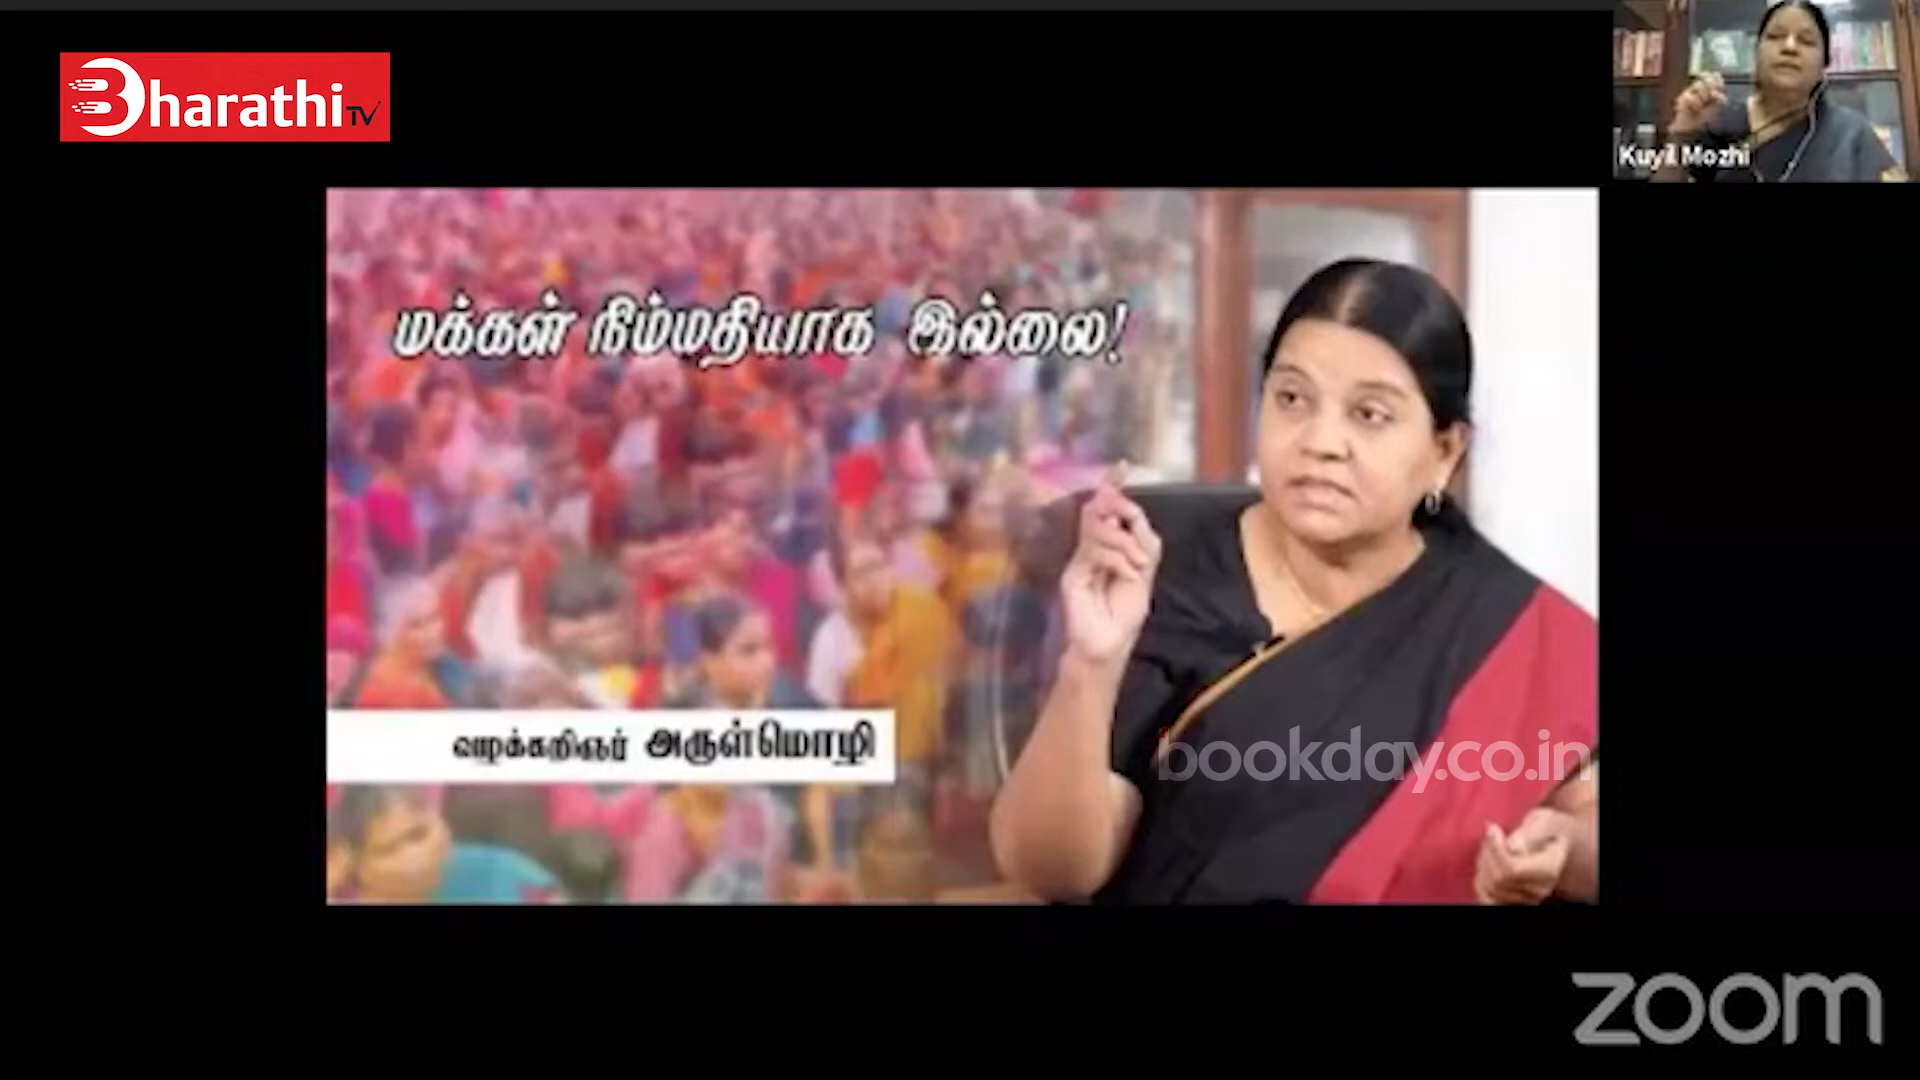 Bharathi TV
Kuyil Mozhi
மக்கள் நிம்மதியாக இல்லை!
வழக்கறிஞர் அருள்மொழி
bookday.co.in
zoom